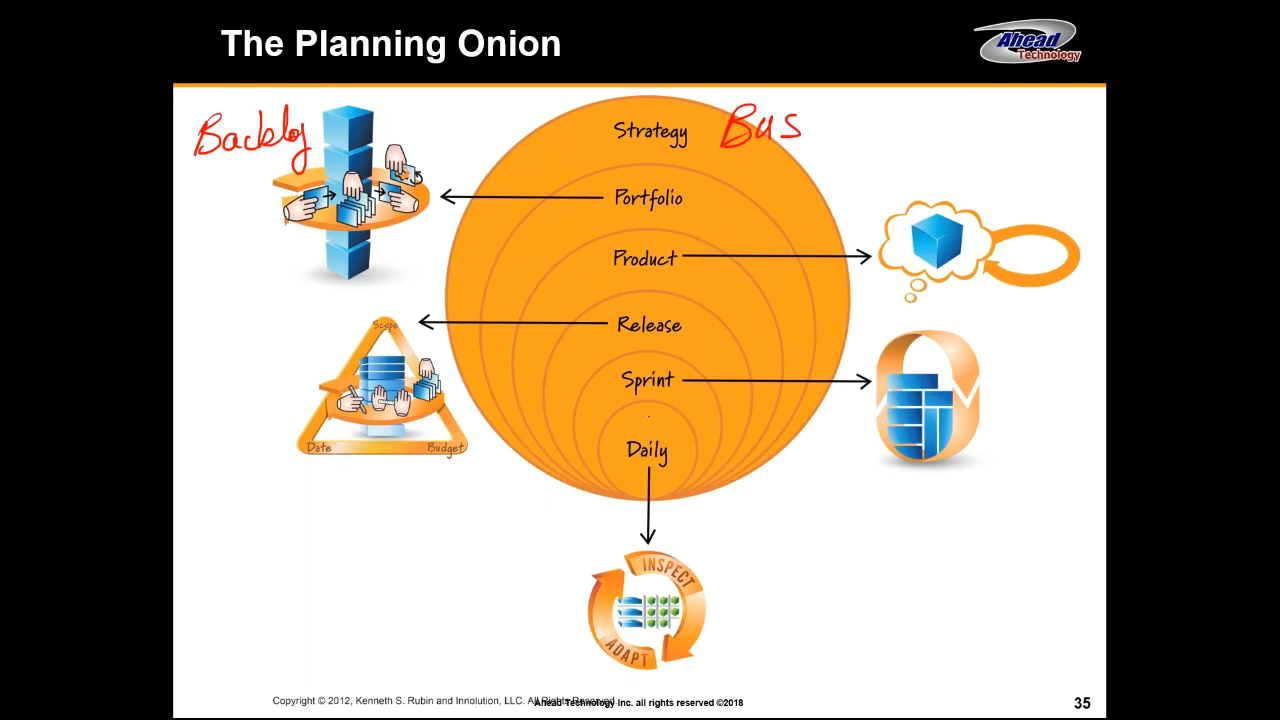 The Planning Onion
Ahead
Technology
Backlog
Strategy
Bus
Portfolio
Product
Release
Scope
Sprint
Date
Budget
Daily
INSPECT
ADAPT
Copyright © 2012, Kenneth S. Rubin and Innolution, LLC. All Rights Reserved.
Ahead Technology Inc. all rights reserved ©2018
35